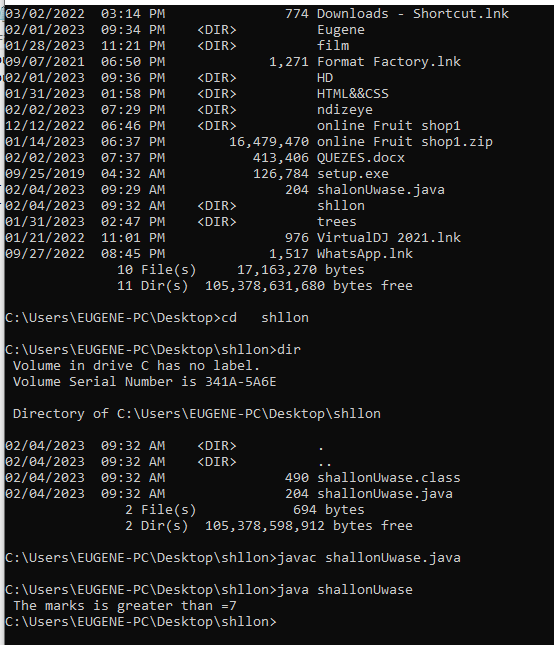 03/02/2022  03:14 PM               774 Downloads - Shortcut.lnk
02/01/2023  09:34 PM    <DIR>          Eugene
01/28/2023  11:21 PM    <DIR>          film
09/07/2021  06:50 PM             1,271 Format Factory.lnk
02/01/2023  09:36 PM    <DIR>          HD
01/31/2023  01:58 PM    <DIR>          HTML&&CSS
02/02/2023  07:29 PM    <DIR>          ndizeye
12/12/2022  06:46 PM    <DIR>          online Fruit shop1
01/14/2023  06:37 PM        16,479,470 online Fruit shop1.zip
02/02/2023  07:37 PM           413,406 QUEZES.docx
09/25/2019  04:32 AM           126,784 setup.exe
02/04/2023  09:29 AM               204 shalonUwase.java
02/04/2023  09:32 AM    <DIR>          shllon
01/31/2023  02:47 PM    <DIR>          trees
01/21/2022  11:01 PM               976 VirtualDJ 2021.lnk
09/27/2022  08:45 PM             1,517 WhatsApp.lnk
              10 File(s)     17,163,270 bytes
              11 Dir(s)  105,378,631,680 bytes free
C:\Users\EUGENE-PC\Desktop>cd   shllon
C:\Users\EUGENE-PC\Desktop\shllon>dir
 Volume in drive C has no label.
 Volume Serial Number is 341A-5A6E
 Directory of C:\Users\EUGENE-PC\Desktop\shllon
02/04/2023  09:32 AM    <DIR>          .
02/04/2023  09:32 AM    <DIR>          ..
02/04/2023  09:32 AM               490 shallonUwase.class
02/04/2023  09:32 AM               204 shallonUwase.java
               2 File(s)            694 bytes
               2 Dir(s)  105,378,598,912 bytes free
C:\Users\EUGENE-PC\Desktop\shllon>javac shallonUwase.java
C:\Users\EUGENE-PC\Desktop\shllon>java shallonUwase
 The marks is greater than =7
C:\Users\EUGENE-PC\Desktop\shllon>